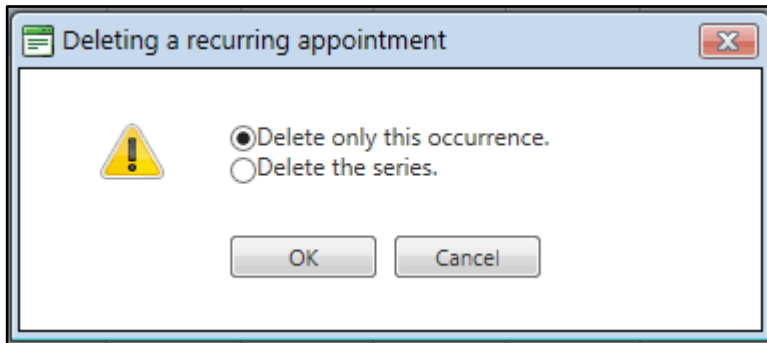 Deleting a recurring appointment
Delete only this occurrence.
Delete the series.
OK
Cancel